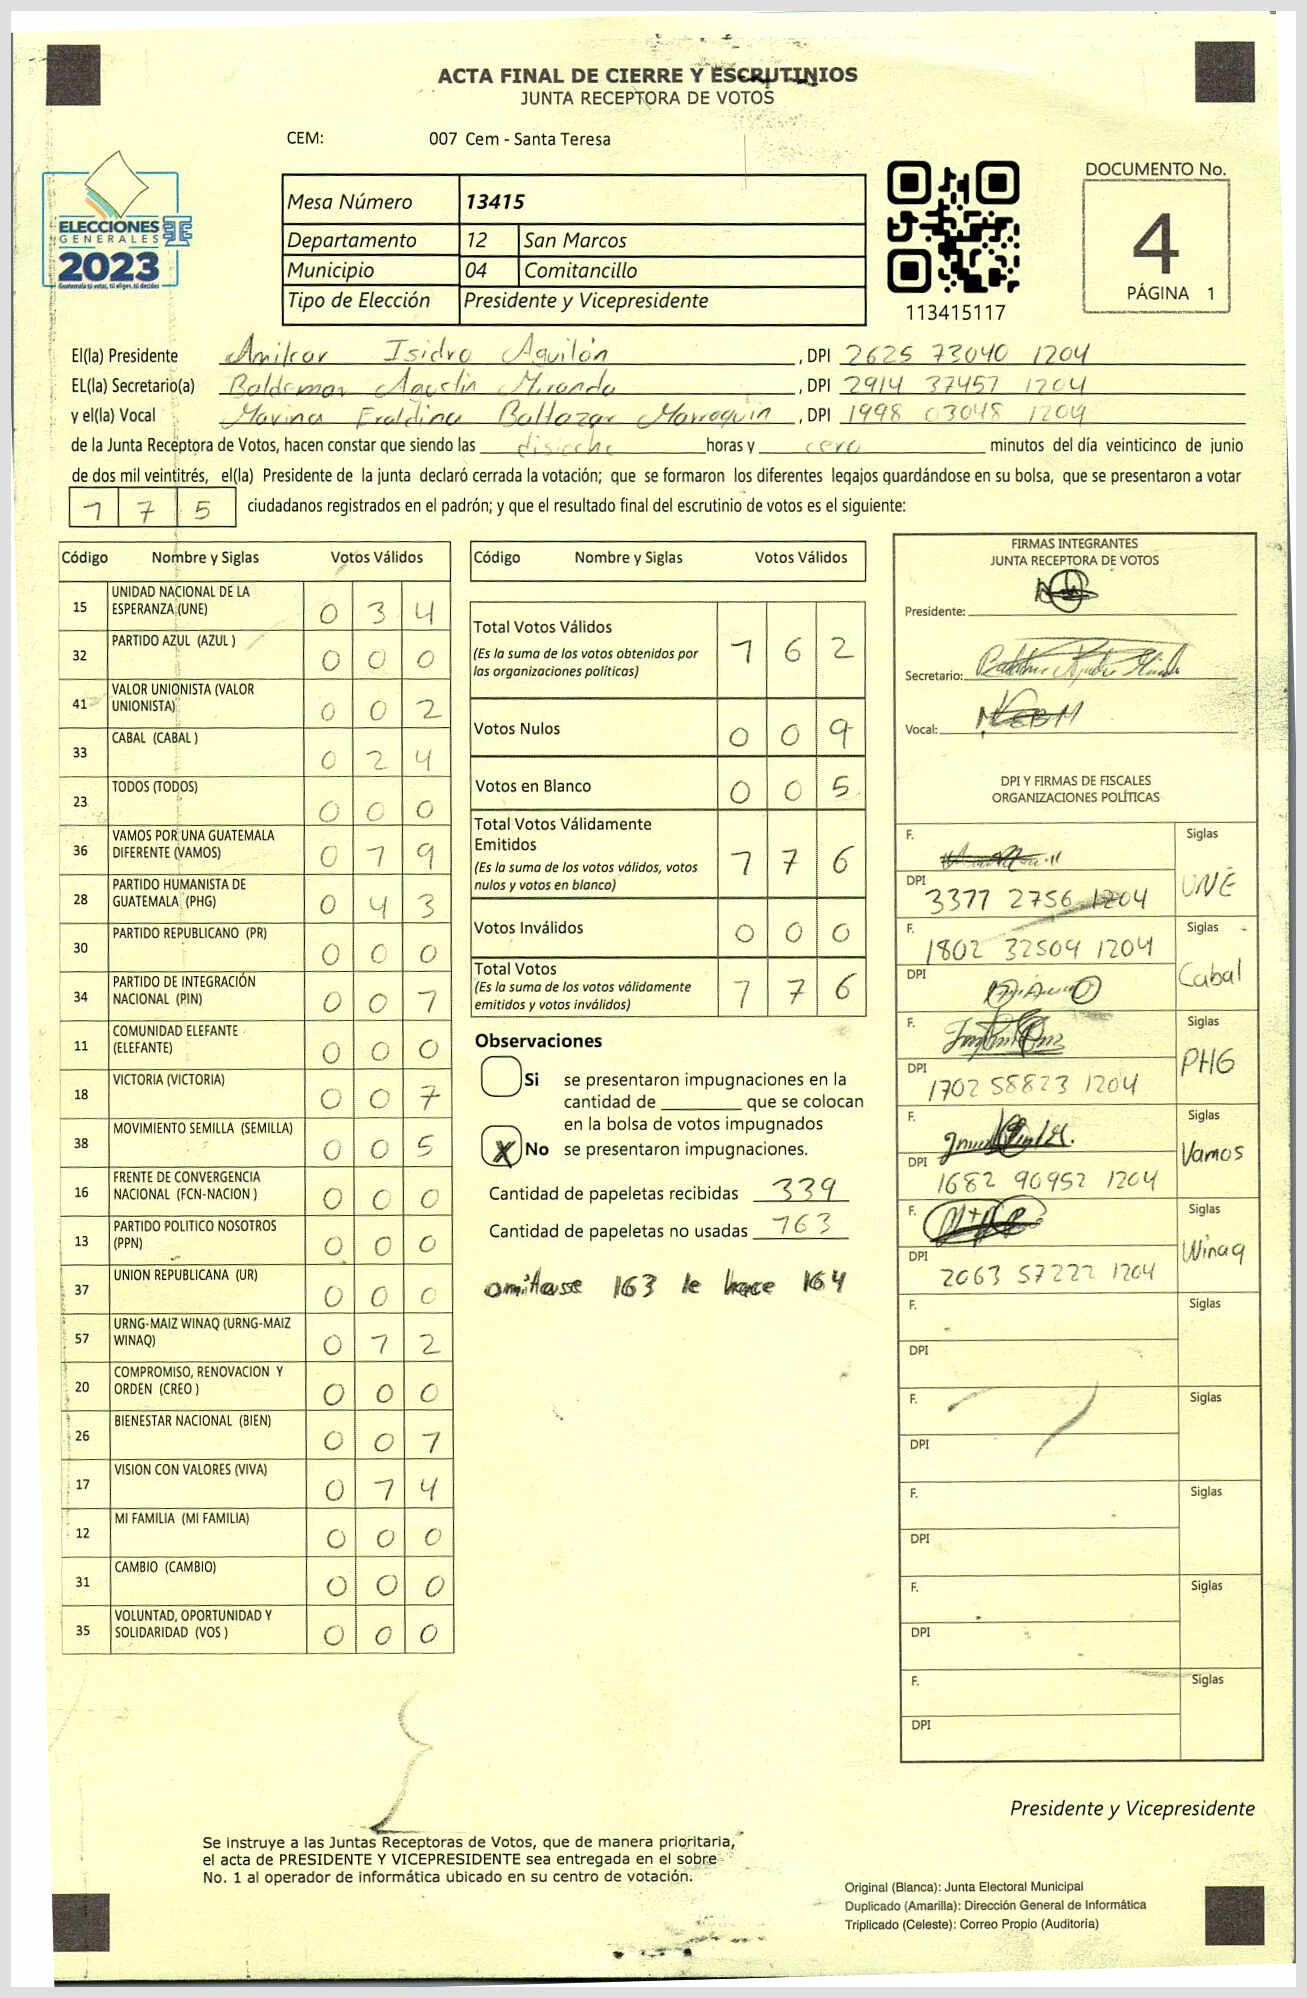 ACTA FINAL DE CIERRE Y ESCRUTINIOS
JUNTA RECEPTORA DE VOTOS
CEM: 007 Cem - Santa Teresa
ELECCIONES
GENERALES
2023
Guatemala tú votas, tú eliges, tú decides
Mesa Número 13415
Departamento 12 San Marcos
Municipio 04 Comitancillo
Tipo de Elección Presidente y Vicepresidente
113415117
DOCUMENTO No.
4
PÁGINA 1
El(la) Presidente Amilcar Isidro Aguilón, DPI 2625 73040 1204
EL(la) Secretario(a) Baldemar Agustin Miranda, DPI 2914 37457 1204
y el(la) Vocal Marina Eraldina Baltazar Marroquin, DPI 1998 03048 1204
de la Junta Receptora de Votos, hacen constar que siendo las disieche horas y cero minutos del día veinticinco de junio
de dos mil veintitrés, el(la) Presidente de la junta declaró cerrada la votación; que se formaron los diferentes legajos guardándose en su bolsa, que se presentaron a votar
1 7 5 ciudadanos registrados en el padrón; y que el resultado final del escrutinio de votos es el siguiente:
Código Nombre y Siglas Votos Válidos
15 UNIDAD NACIONAL DE LA
ESPERANZA (UNE) 0 3 4
32 PARTIDO AZUL (AZUL ) 0 0 0
41 VALOR UNIONISTA (VALOR
UNIONISTA) 0 0 2
33 CABAL (CABAL ) 0 2 4
23 TODOS (TODOS) 0 0 0
36 VAMOS POR UNA GUATEMALA
DIFERENTE (VAMOS) 0 1 9
28 PARTIDO HUMANISTA DE
GUATEMALA (PHG) 0 4 3
30 PARTIDO REPUBLICANO (PR) 0 0 0
34 PARTIDO DE INTEGRACIÓN
NACIONAL (PIN) 0 0 1
11 COMUNIDAD ELEFANTE
(ELEFANTE) 0 0 0
18 VICTORIA (VICTORIA) 0 0 7
38 MOVIMIENTO SEMILLA (SEMILLA) 0 0 5
16 FRENTE DE CONVERGENCIA
NACIONAL (FCN-NACION ) 0 0 0
13 PARTIDO POLITICO NOSOTROS
(PPN) 0 0 0
37 UNION REPUBLICANA (UR) 0 0 0
57 URNG-MAIZ WINAQ (URNG-MAIZ
WINAQ) 0 1 2
20 COMPROMISO, RENOVACION Y
ORDEN (CREO ) 0 0 0
26 BIENESTAR NACIONAL (BIEN) 0 0 1
17 VISION CON VALORES (VIVA) 0 1 4
12 MI FAMILIA (MI FAMILIA) 0 0 0
31 CAMBIO (CAMBIO) 0 0 0
35 VOLUNTAD, OPORTUNIDAD Y
SOLIDARIDAD (VOS ) 0 0 0
Código Nombre y Siglas Votos Válidos
Total Votos Válidos 1 6 2
(Es la suma de los votos obtenidos por
las organizaciones políticas)
Votos Nulos 0 0 9
Votos en Blanco 0 0 5
Total Votos Válidamente
Emitidos 1 7 6
(Es la suma de los votos válidos, votos
nulos y votos en blanco)
Votos Inválidos 0 0 0
Total Votos 1 7 6
(Es la suma de los votos válidamente
emitidos y votos inválidos)
Observaciones
Si se presentaron impugnaciones en la
cantidad de ________ que se colocan
en la bolsa de votos impugnados
X No se presentaron impugnaciones.
Cantidad de papeletas recibidas 339
Cantidad de papeletas no usadas 163
omitasse 163 le hace 164
FIRMAS INTEGRANTES
JUNTA RECEPTORA DE VOTOS
Presidente:
Secretario:
Vocal:
DPI Y FIRMAS DE FISCALES
ORGANIZACIONES POLÍTICAS
F. Siglas
DPI 3377 2756 1204 UNE
F. 1802 32504 1204 Siglas
DPI Cabal
F. Siglas
DPI 1702 58823 1204 PHG
F. Siglas
DPI 1682 90952 1204 Vamos
F. Siglas
DPI 2063 57222 1204 Winaq
F. Siglas
DPI
F. Siglas
DPI
F. Siglas
DPI
F. Siglas
DPI
F. Siglas
DPI
Presidente y Vicepresidente
Se instruye a las Juntas Receptoras de Votos, que de manera prioritaria,
el acta de PRESIDENTE Y VICEPRESIDENTE sea entregada en el sobre
No. 1 al operador de informática ubicado en su centro de votación.
Original (Blanca): Junta Electoral Municipal
Duplicado (Amarilla): Dirección General de Informática
Triplicado (Celeste): Correo Propio (Auditoría)